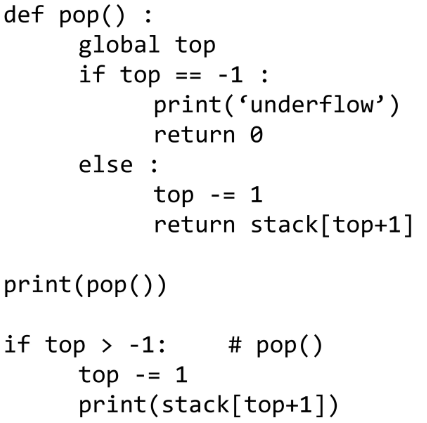 def pop() :
global top
if top == -1 :
print(‘underflow’)
return 0
else :
top -= 1
return stack[top+1]
print(pop())
if top > -1: # pop()
top -= 1
print(stack[top+1])